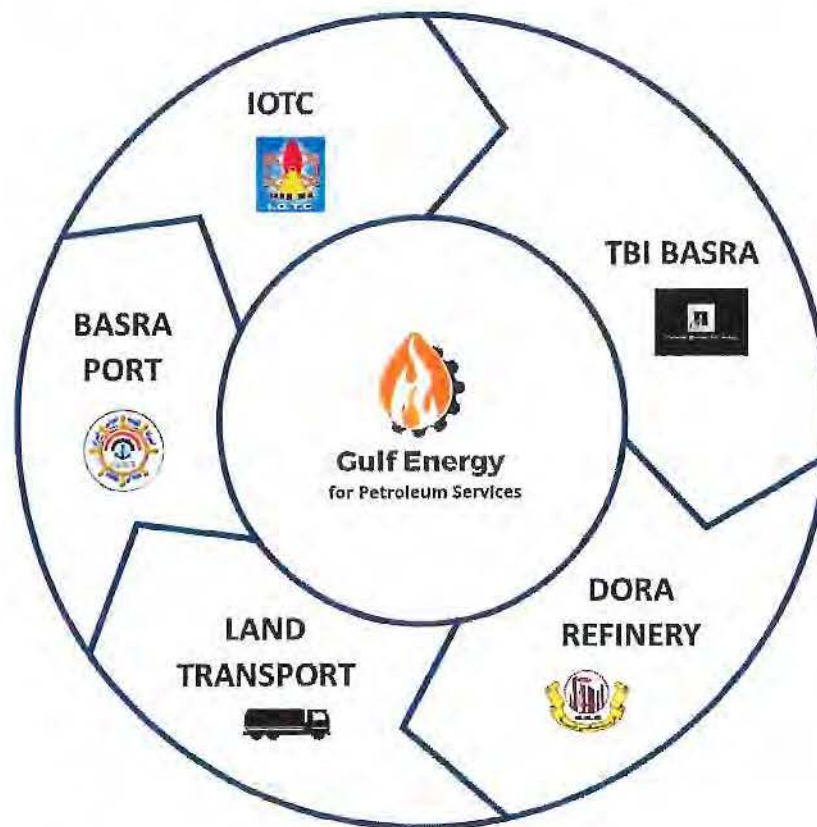 IOTC
I.O.T.C
TBI BASRA
BASRA
PORT
Gulf Energy
for Petroleum Services
DORA
REFINERY
LAND
TRANSPORT